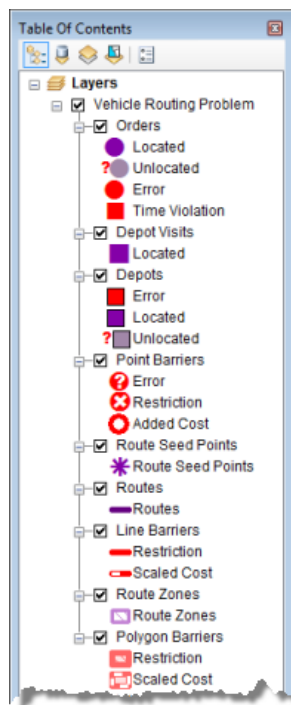 Table Of Contents
Layers
Vehicle Routing Problem
Orders
Located
?Unlocated
Error
Time Violation
Depot Visits
Located
Depots
Error
Located
?Unlocated
Point Barriers
? Error
Restriction
Added Cost
Route Seed Points
Route Seed Points
Routes
Routes
Line Barriers
Restriction
Scaled Cost
Route Zones
Route Zones
Polygon Barriers
Restriction
Scaled Cost